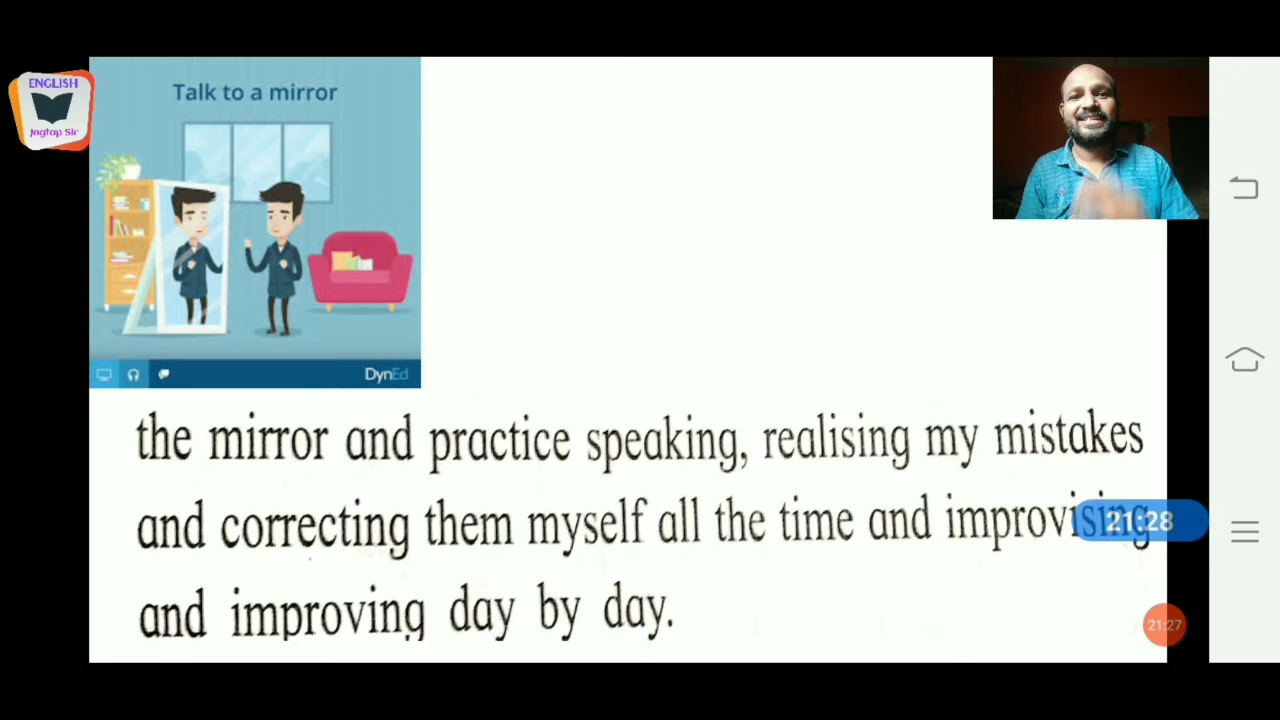 ENGLISH
Jagtap Sir
Talk to a mirror
DynEd
the mirror and practice speaking, realising my mistakes
and correcting them myself all the time and improvising
21:28
and improving day by day.
21:27